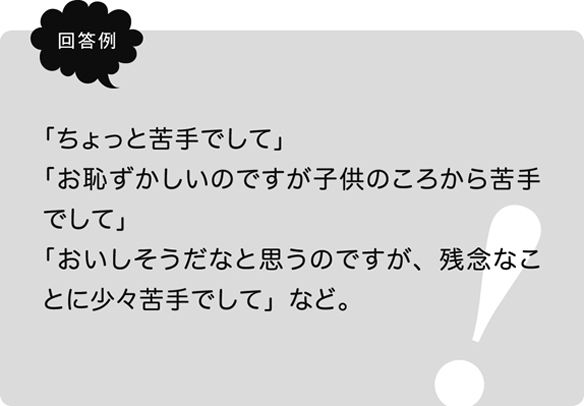 回答例
「ちょっと苦手でして」
「お恥ずかしいのですが子供のころから苦手
でして」
「おいしそうだなと思うのですが、残念なこ
とに少々苦手でして」など。